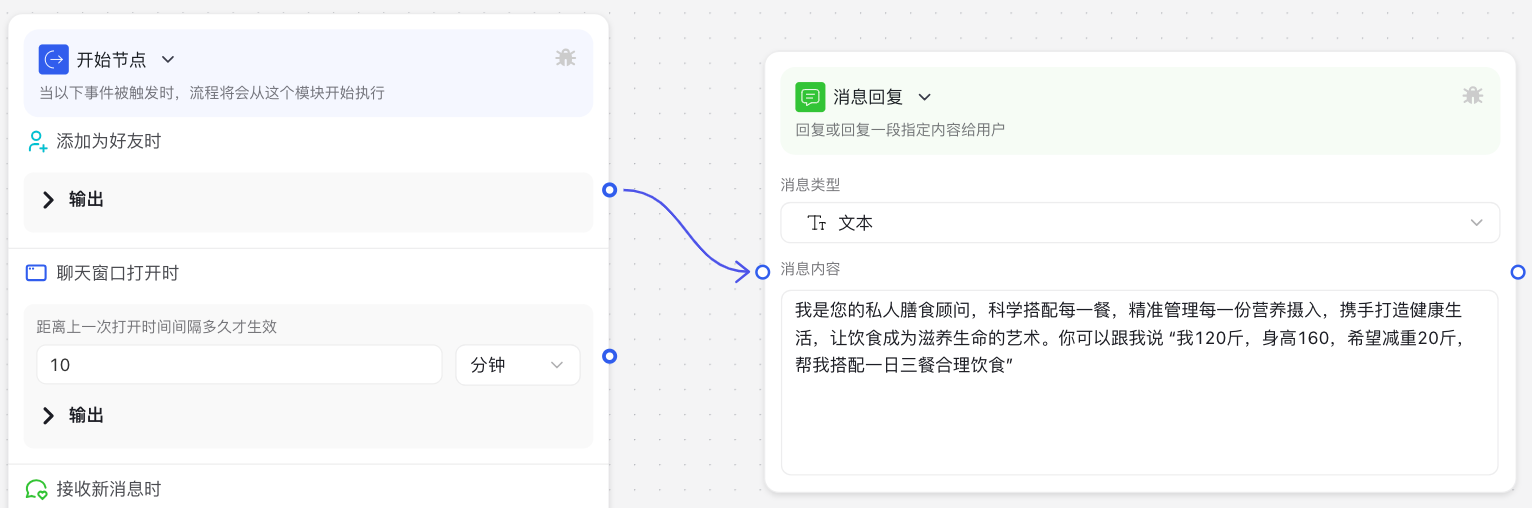 开始节点
当以下事件被触发时，流程将会从这个模块开始执行
添加为好友时
输出
聊天窗口打开时
距离上一次打开时间间隔多久才生效
10
分钟
输出
接收新消息时
消息回复
回复或回复一段指定内容给用户
消息类型
文本
消息内容
我是您的私人膳食顾问，科学搭配每一餐，精准管理每一份营养摄入，携手打造健康生
活，让饮食成为滋养生命的艺术。你可以跟我说 “我120斤，身高160，希望减重20斤，
帮我搭配一日三餐合理饮食”